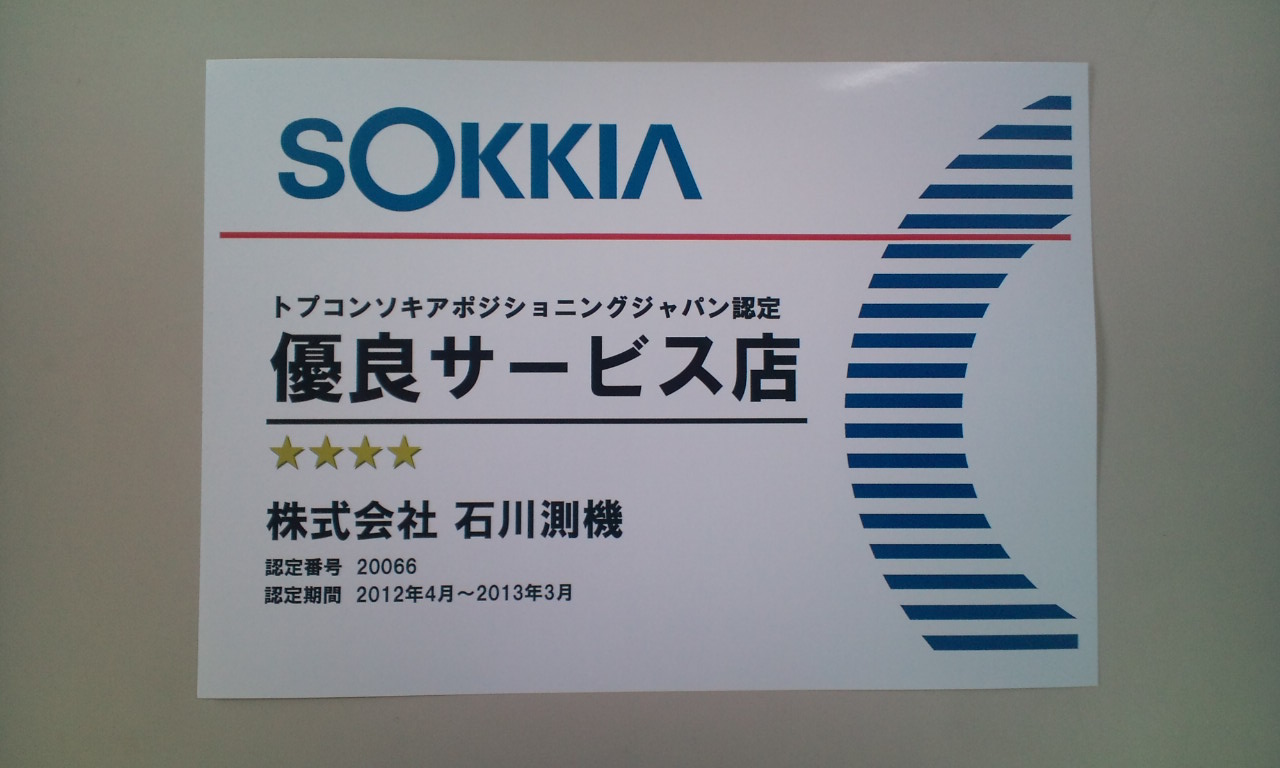 SOKKIA
トプコンソキアポジショニングジャパン認定
優良サービス店
★★★★
株式会社 石川測機
認定番号 20066
認定期間 2012年4月～2013年3月